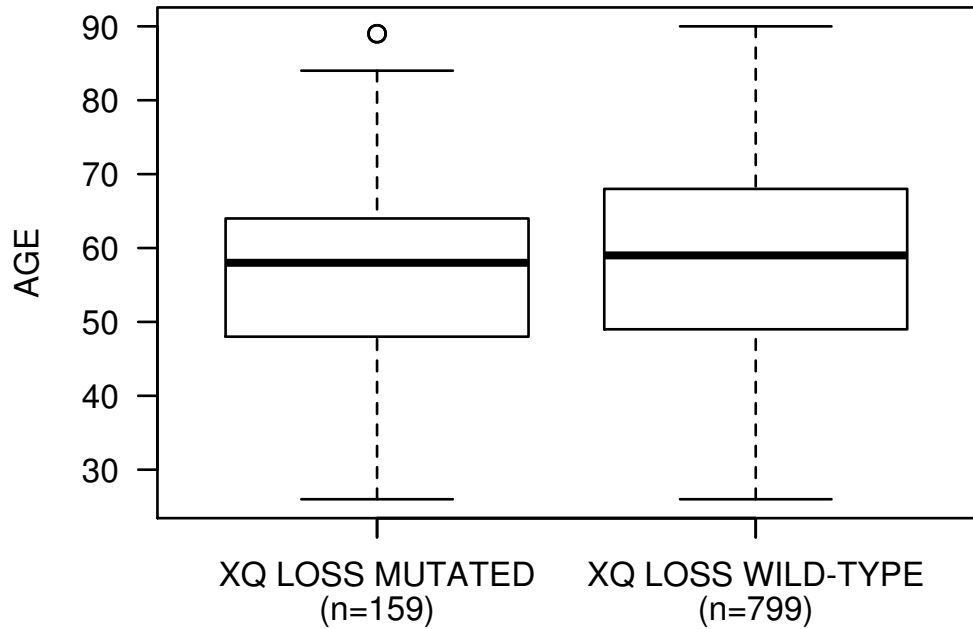 90
80
70
60
50
40
30
AGE
XQ LOSS MUTATED
(n=159)
XQ LOSS WILD-TYPE
(n=799)